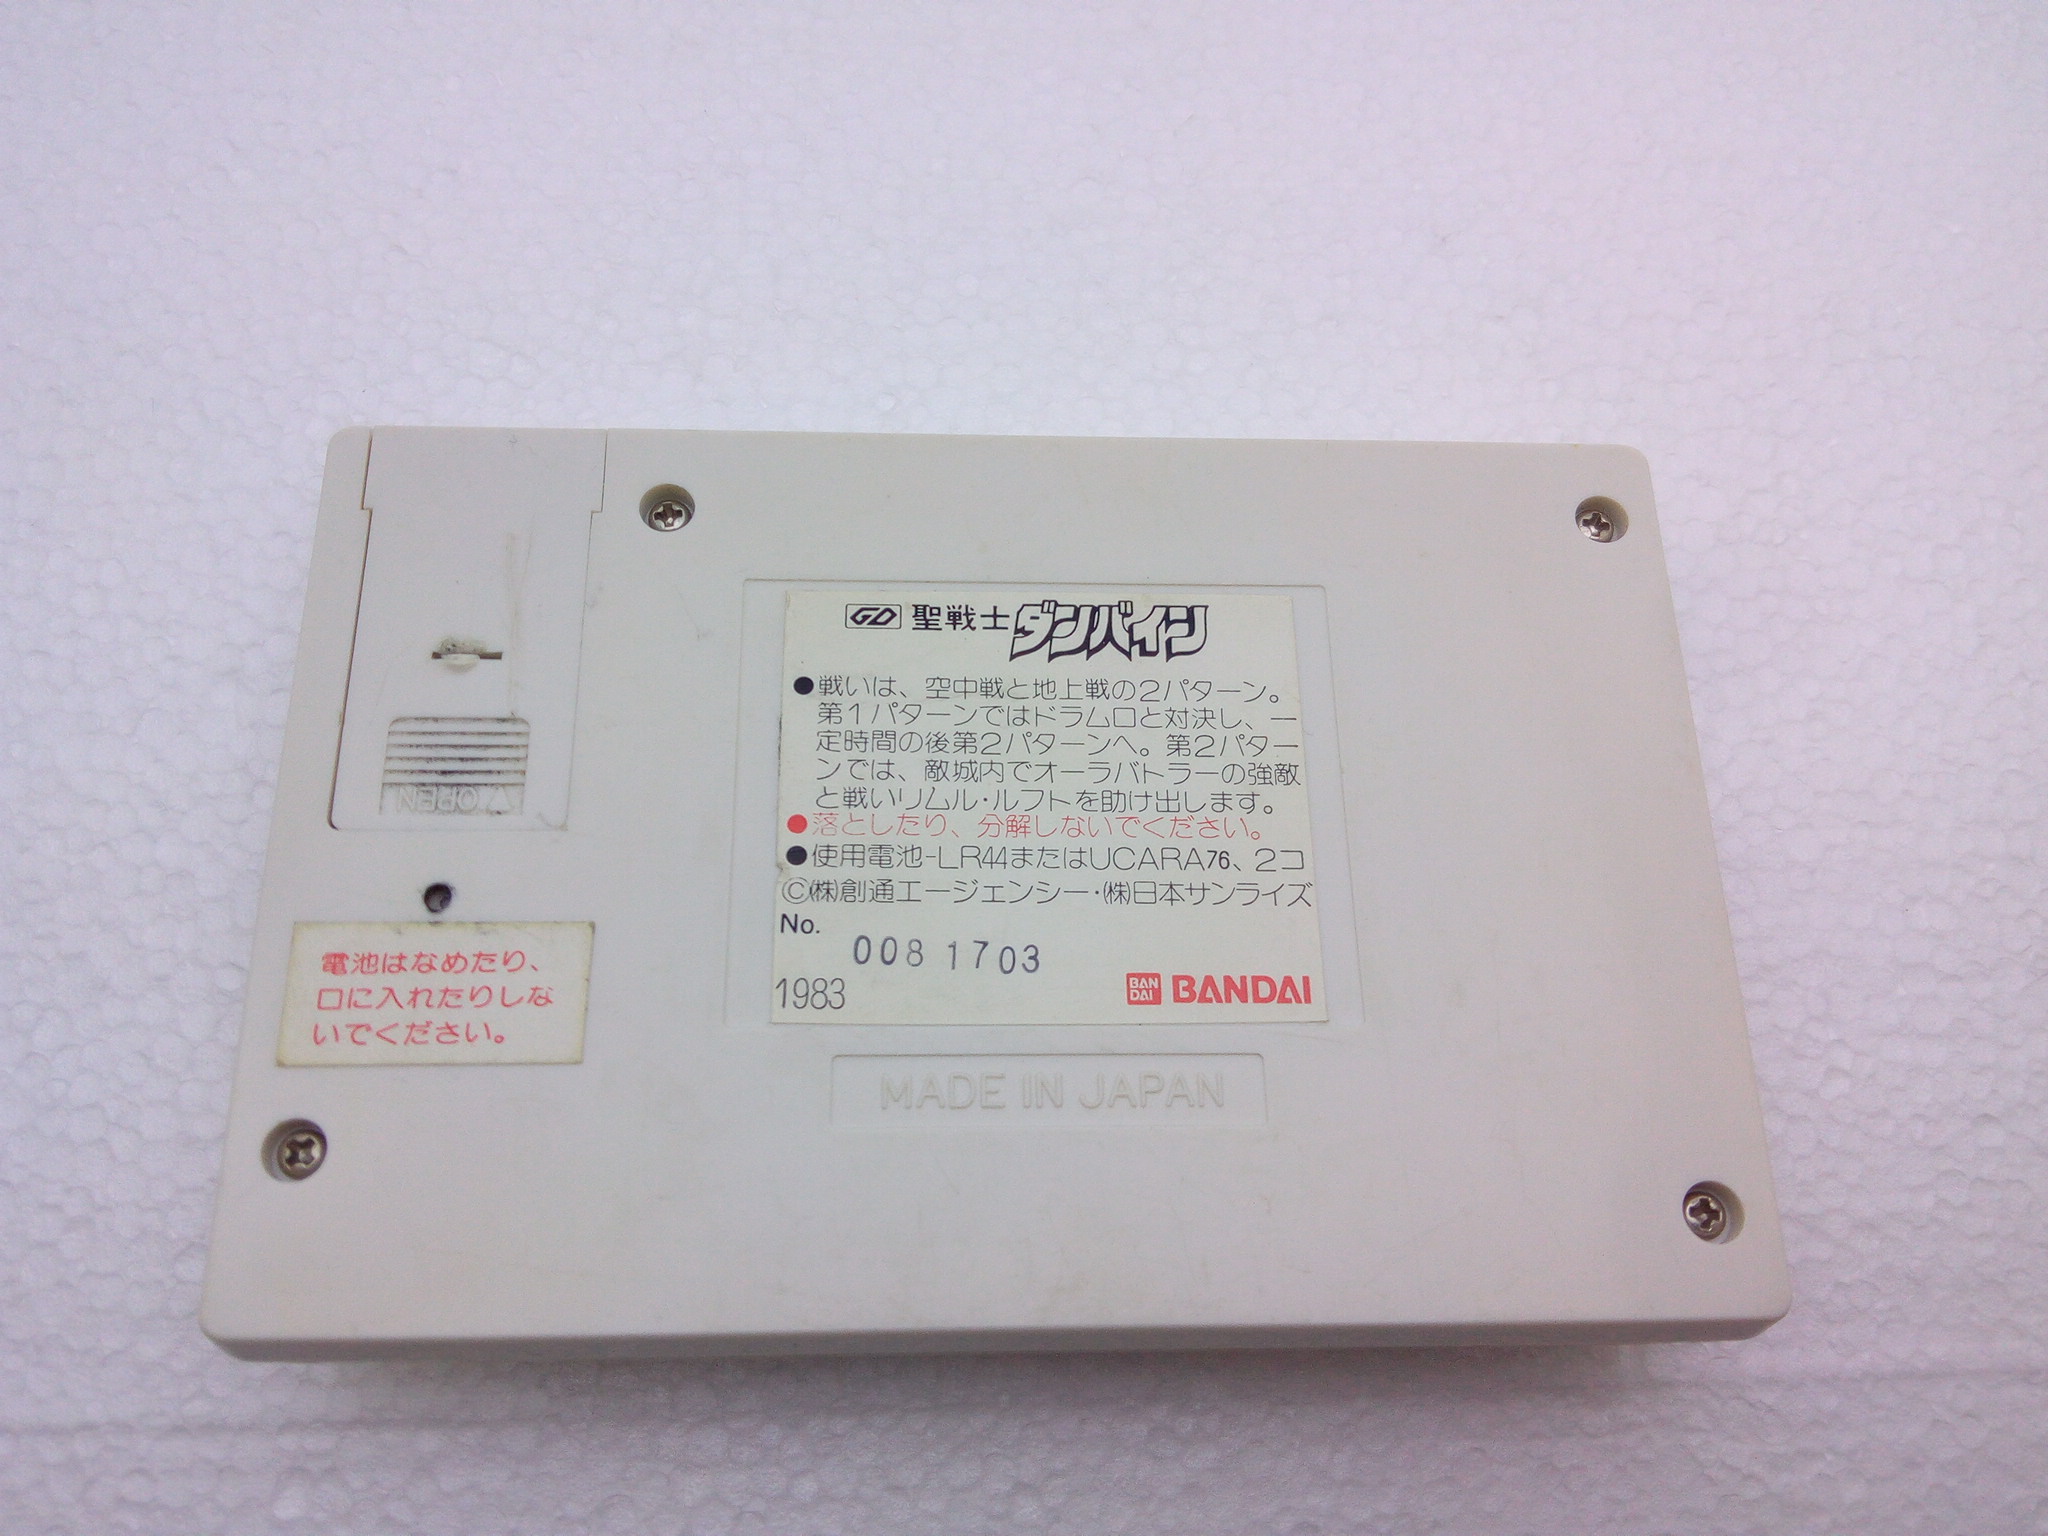 GD 聖戦士ダンバイン
●戦いは、空中戦と地上戦の2パターン。
第1パターンではドラムロと対決し、一
定時間の後第2パターンへ。第2パター
ンでは、敵城内でオーラバトラーの強敵
と戦いリムル・ルフトを助け出します。
●落としたり、分解しないでください。
●使用電池-LR44またはUCARA76、2コ
©㈱創通エージェンシー・㈱日本サンライズ
No.
0081703
1983
BANDAI BANDAI
MADE IN JAPAN
△OPEN
電池はなめたり、
口に入れたりしな
いでください。